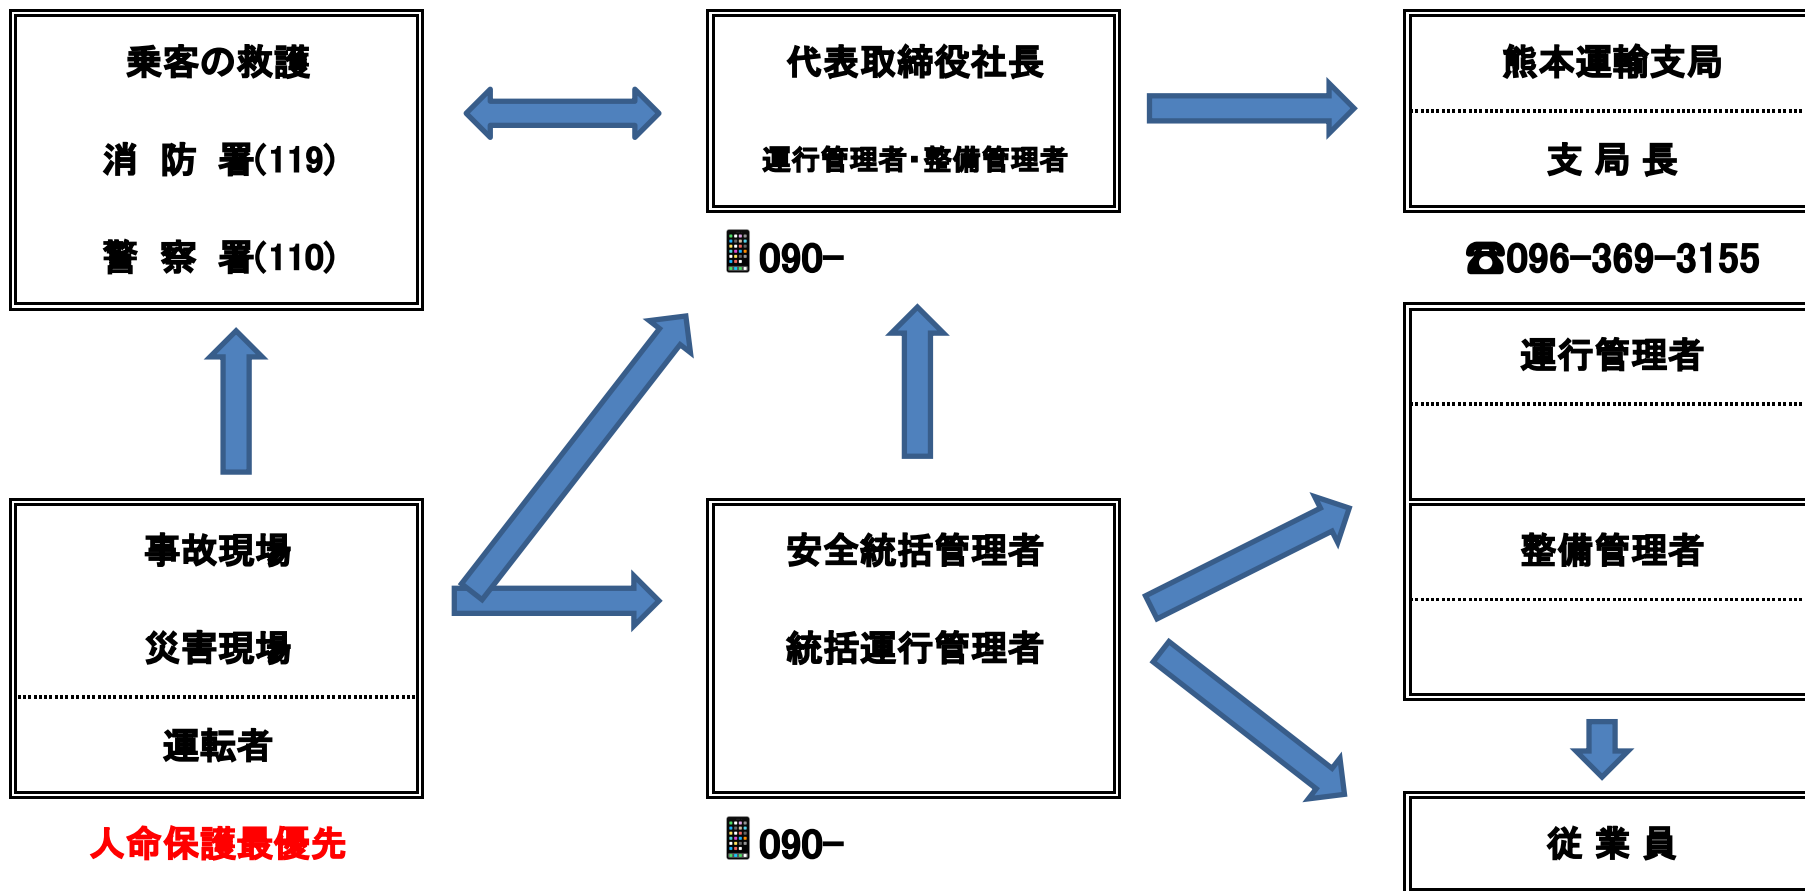 乗客の救護
消 防 署(119)
警 察 署(110)
代表取締役社長
運行管理者・整備管理者
090-
熊本運輸支局
支 局 長
☎096-369-3155
事故現場
災害現場
運転者
人命保護最優先
安全統括管理者
統括運行管理者
090-
運行管理者
整備管理者
従 業 員